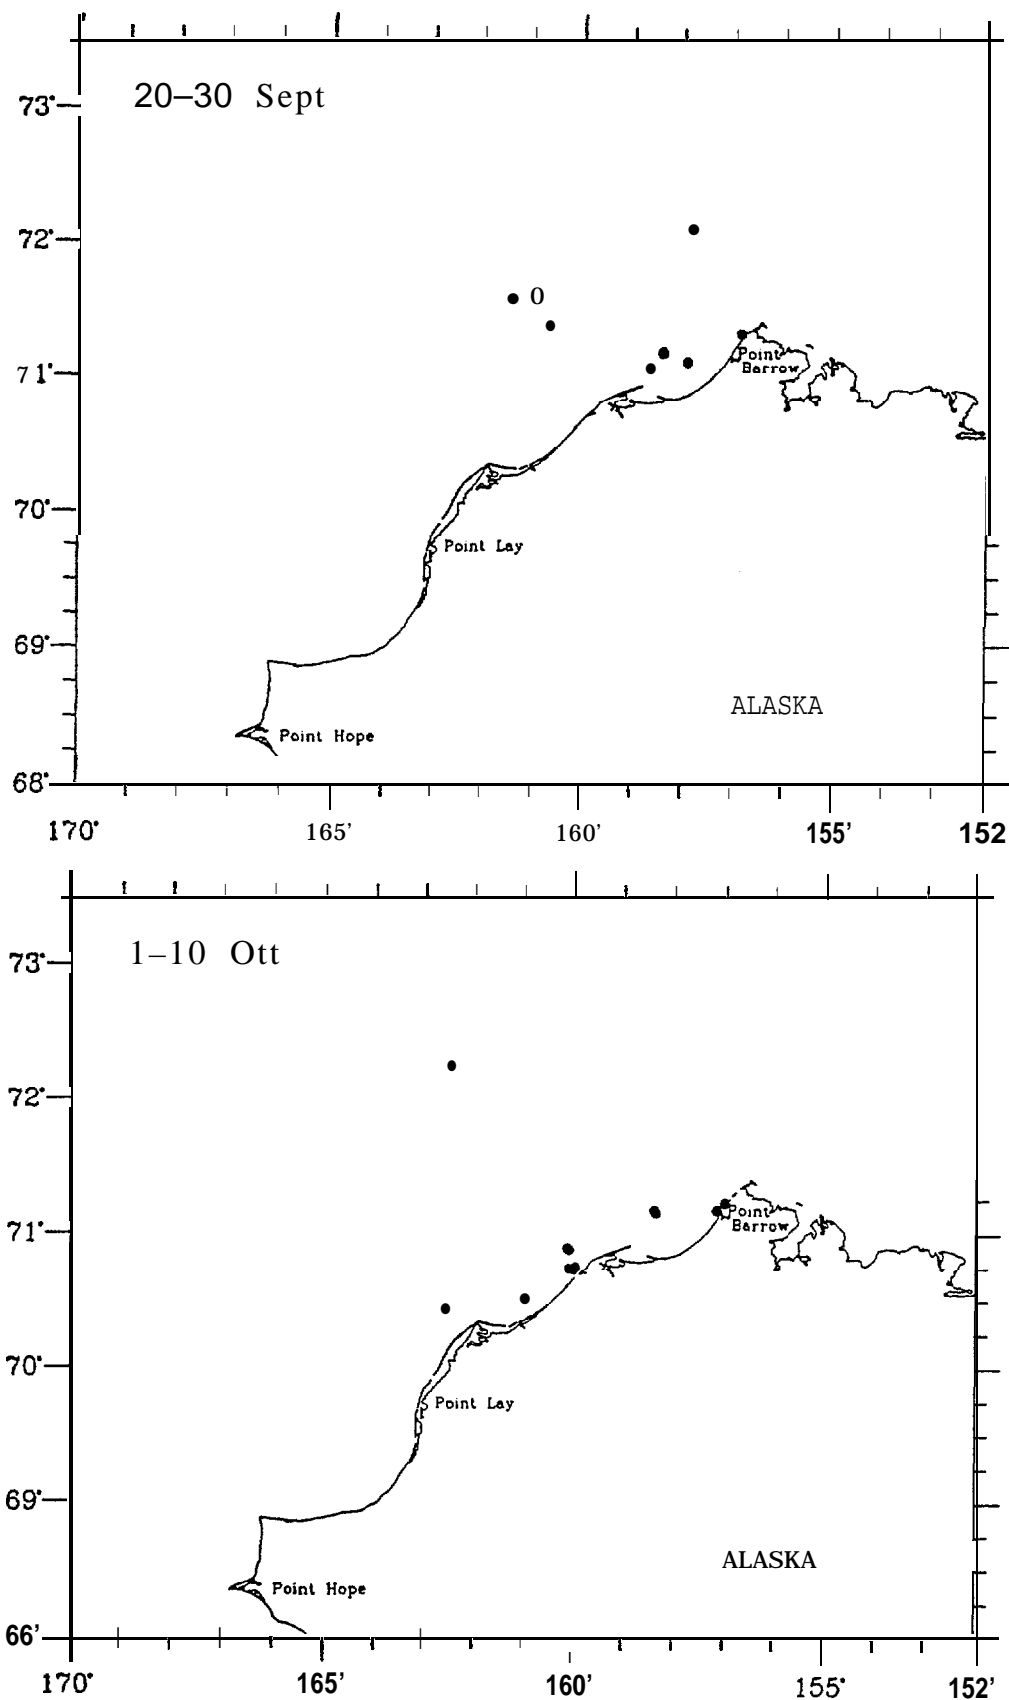 20–30 Sept
73°
72°
O
Point
Barrow
71°
70°
Point Lay
69°
ALASKA
Point Hope
68°
170° 165' 160' 155' 152
1–10 Ott
73°
72°
Point
Barrow
71°
70°
Point Lay
69°
ALASKA
Point Hope
66'
170° 165' 160' 155° 152'